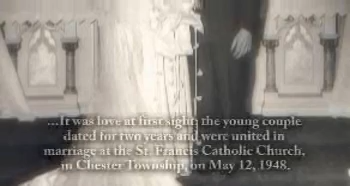 ...It was love at first sight; the young couple
dated for two years and were united in
marriage at the St. Francis Catholic Church,
in Chester Township, on May 12, 1948.